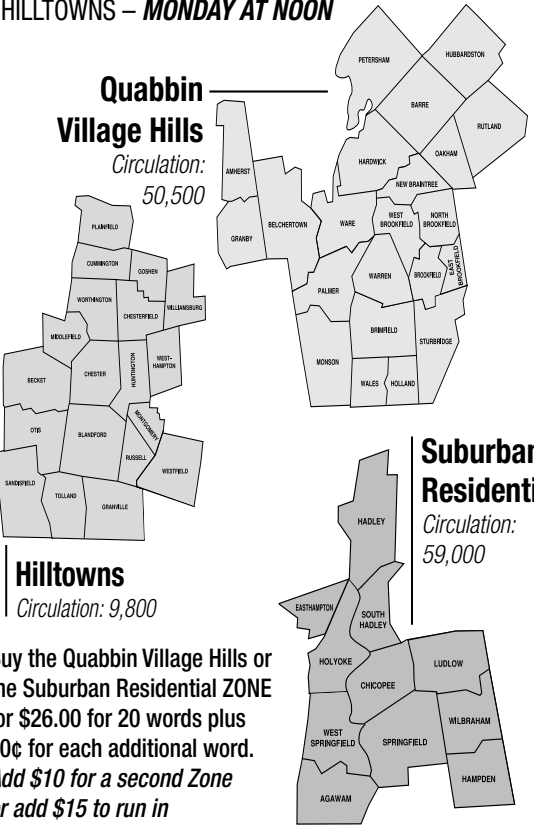 HILLTOWNS – MONDAY AT NOON
Quabbin
Village Hills
Circulation:
50,500
PETERSHAM
HUBBARDSTON
BARRE
RUTLAND
HARDWICK
OAKHAM
NEW BRAINTREE
AMHERST
BELCHERTOWN
WARE
WEST
BROOKFIELD
NORTH
BROOKFIELD
GRANBY
PALMER
WARREN
BROOKFIELD
EAST
BROOKFIELD
BRIMFIELD
STURBRIDGE
MONSON
WALES
HOLLAND
PLAINFIELD
CUMMINGTON
GOSHEN
WORTHINGTON
CHESTERFIELD
WILLIAMSBURG
MIDDLEFIELD
BECKET
CHESTER
HUNTINGTON
WEST-
HAMPTON
OTIS
BLANDFORD
MONTGOMERY
RUSSELL
WESTFIELD
SANDISFIELD
TOLLAND
GRANVILLE
Hilltowns
Circulation: 9,800
Suburban
Residenti
Circulation:
59,000
HADLEY
EASTHAMPTON
SOUTH
HADLEY
HOLYOKE
CHICOPEE
LUDLOW
WEST
SPRINGFIELD
SPRINGFIELD
WILBRAHAM
HAMPDEN
AGAWAM
uy the Quabbin Village Hills or
he Suburban Residential ZONE
or $26.00 for 20 words plus
0¢ for each additional word.
Add $10 for a second Zone
or add $15 to run in